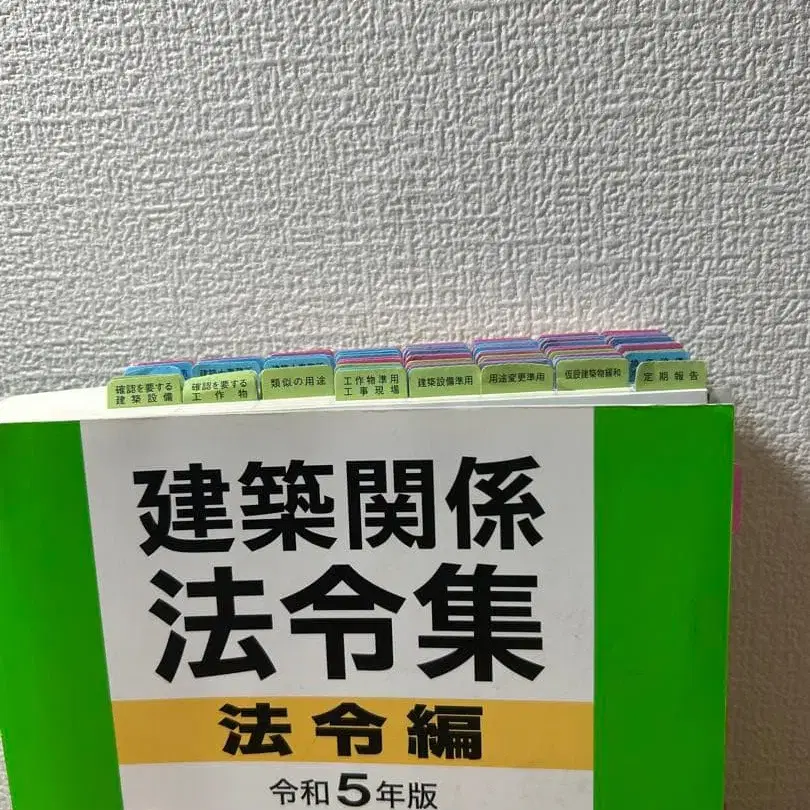 確認を要する
建築設備
確認を要する
工作物
類似の用途
工作物準用
工事現場
建築設備準用
用途変更準用
仮設建築物緩和
定期報告
建築関係
法令集
法令編
令和5年版